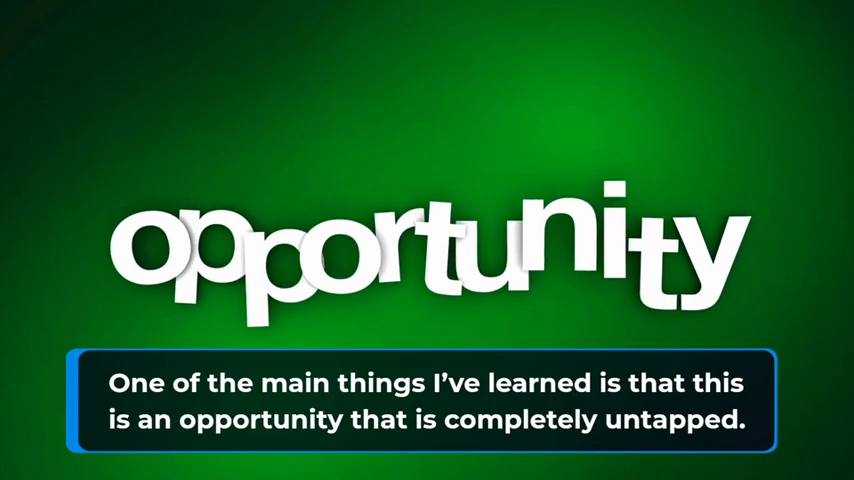 opportunity
One of the main things I’ve learned is that this
is an opportunity that is completely untapped.